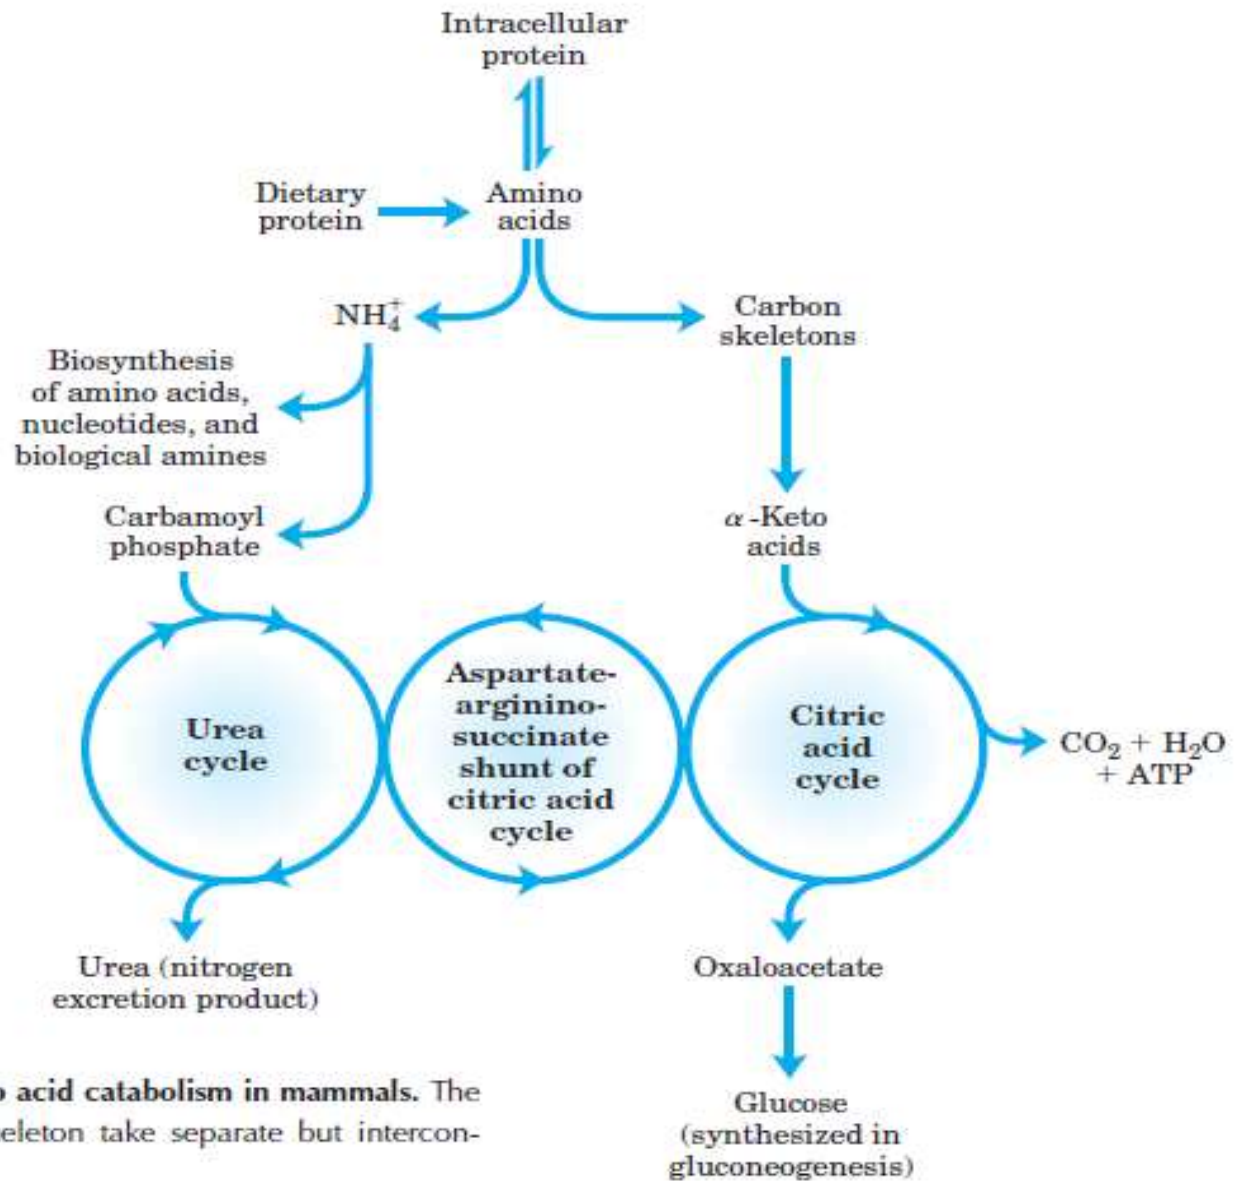 Intracellular
protein
Dietary
protein
Amino
acids
NH₄⁺
Carbon
skeletons
Biosynthesis
of amino acids,
nucleotides, and
biological amines
Carbamoyl
phosphate
α-Keto
acids
Urea
cycle
Aspartate-
arginino-
succinate
shunt of
citric acid
cycle
Citric
acid
cycle
CO₂ + H₂O
+ ATP
Urea (nitrogen
excretion product)
Oxaloacetate
Glucose
(synthesized in
gluconeogenesis)
acid catabolism in mammals. The
take separate but intercon-